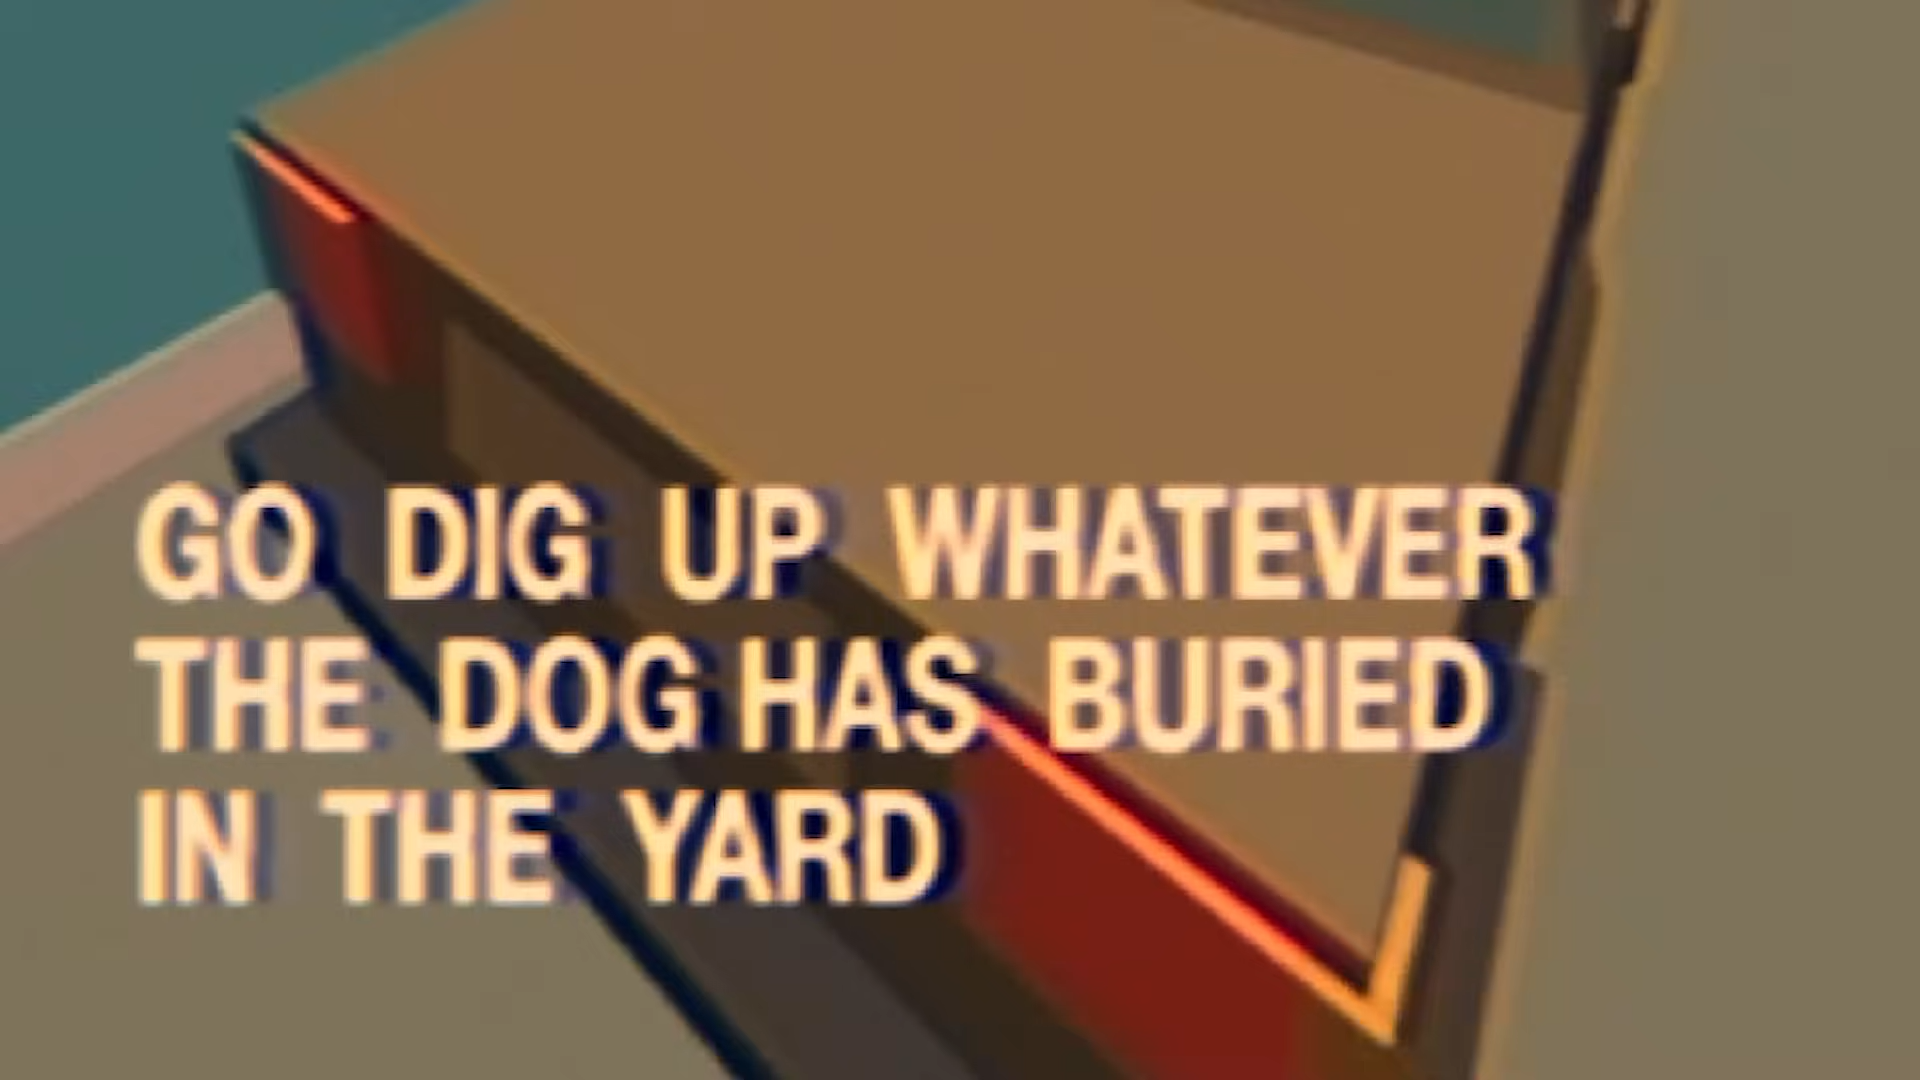 GO DIG UP WHATEVER
THE DOG HAS BURIED
IN THE YARD